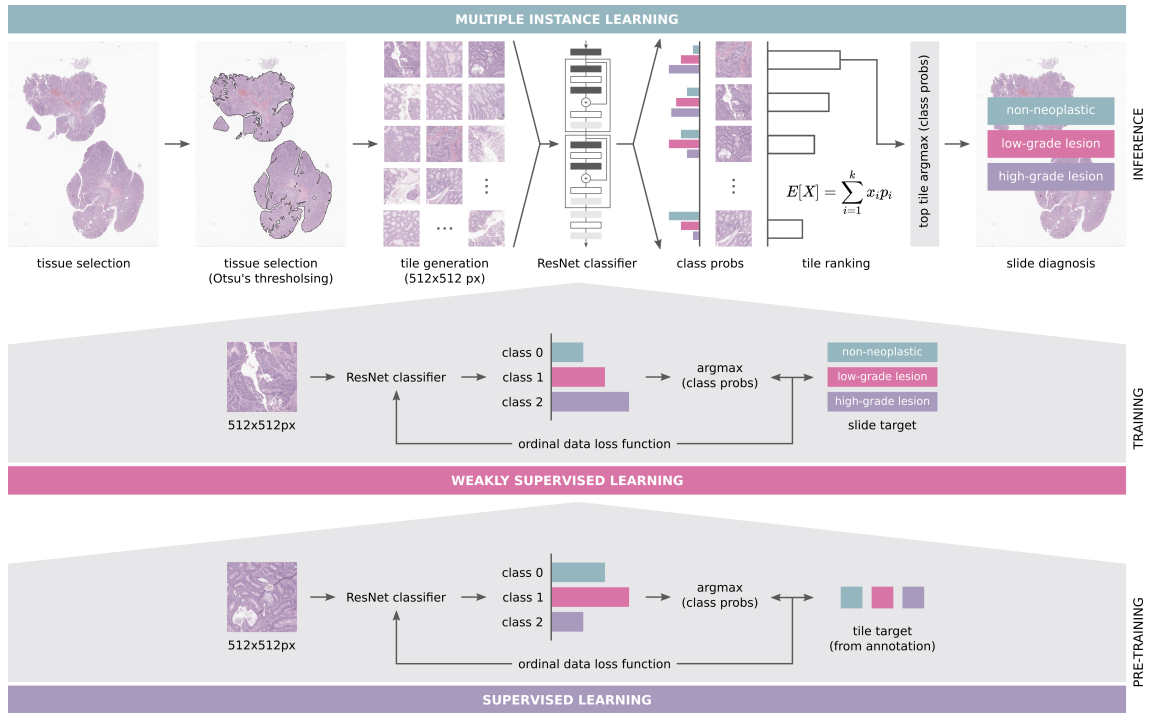 MULTIPLE INSTANCE LEARNING
tissue selection
tissue selection
(Otsu's thresholsing)
tile generation
(512x512 px)
ResNet classifier
class probs
E[X] = \sum_{i=1}^{k} x_i p_i
tile ranking
top tile argmax (class probs)
non-neoplastic
low-grade lesion
high-grade lesion
slide diagnosis
INFERENCE
512x512px
ResNet classifier
class 0
class 1
class 2
argmax
(class probs)
non-neoplastic
low-grade lesion
high-grade lesion
slide target
ordinal data loss function
TRAINING
WEAKLY SUPERVISED LEARNING
512x512px
ResNet classifier
class 0
class 1
class 2
argmax
(class probs)
tile target
(from annotation)
ordinal data loss function
PRE-TRAINING
SUPERVISED LEARNING